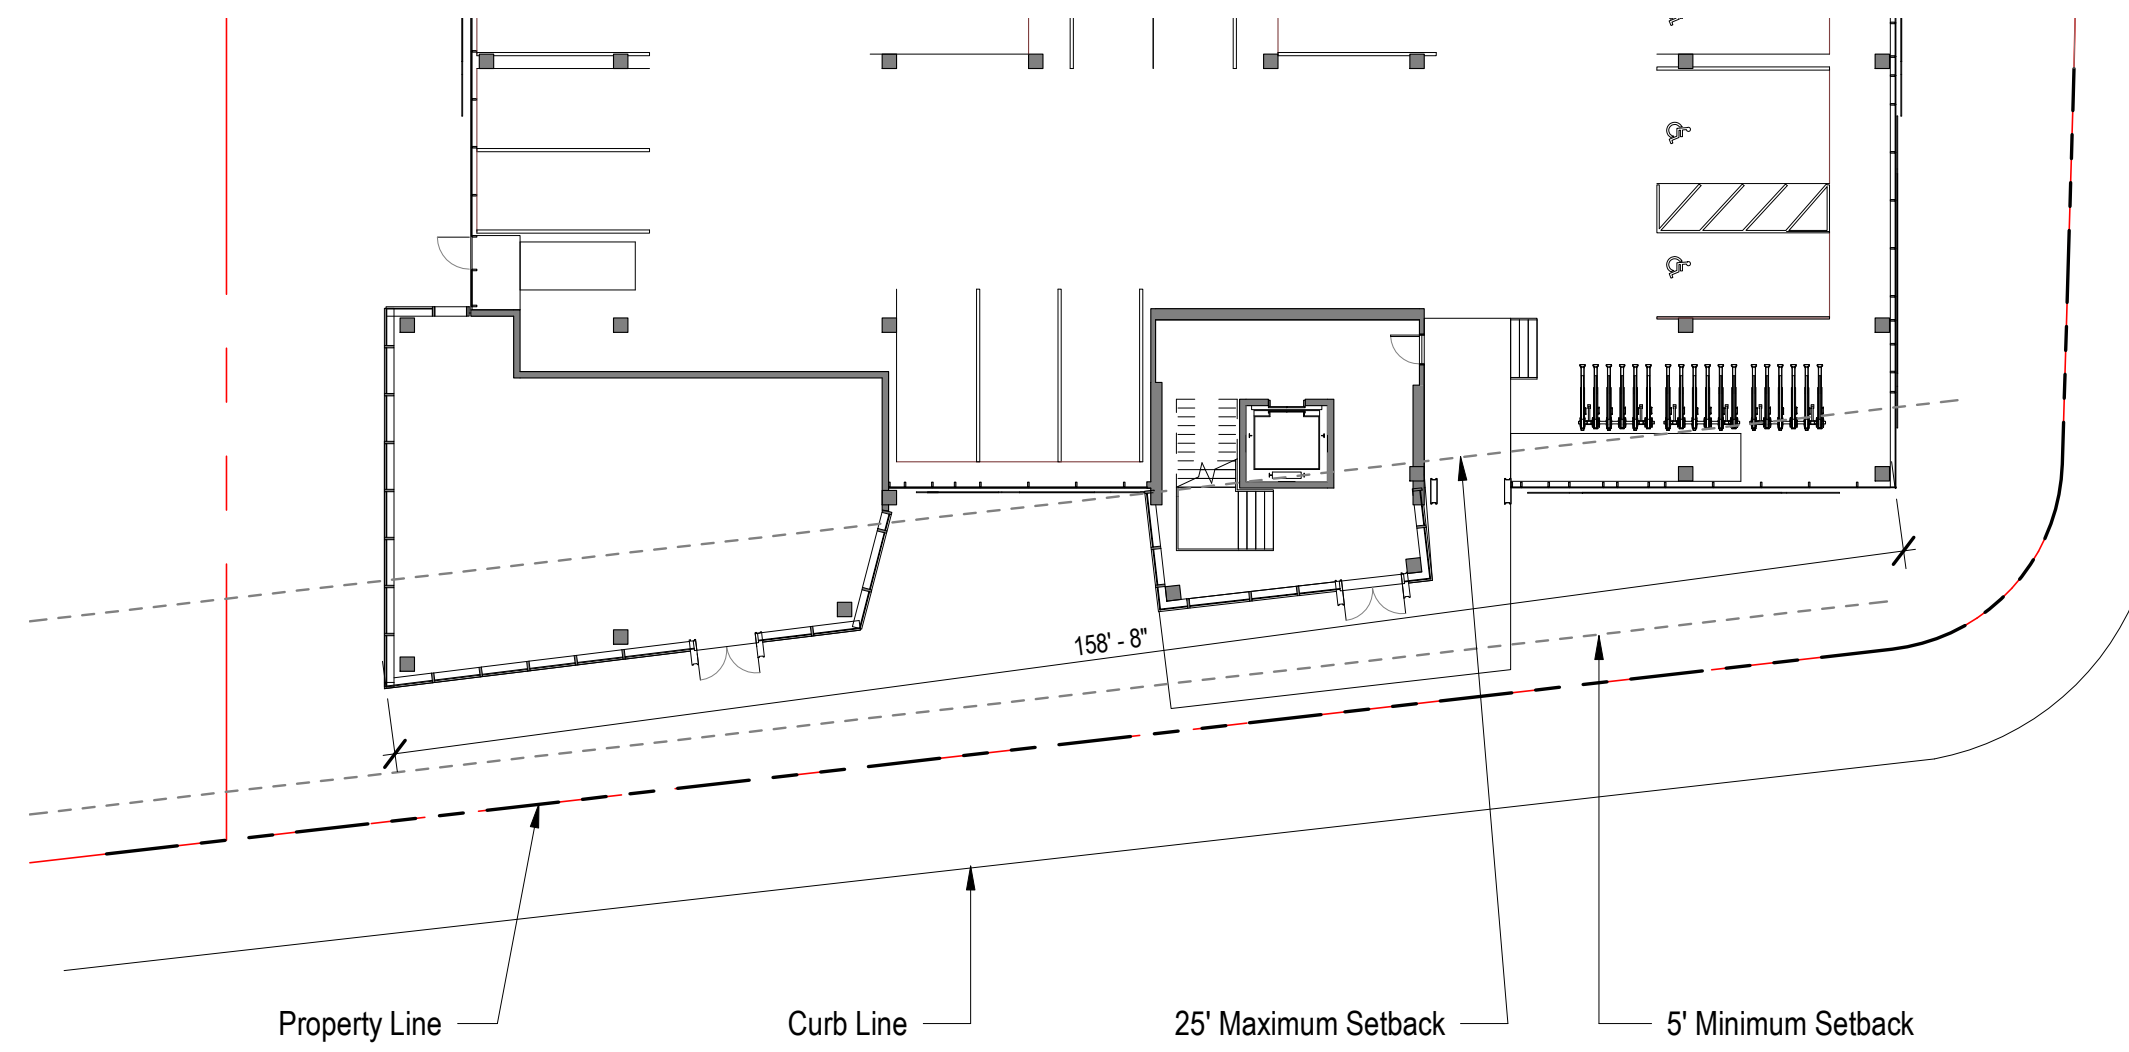 158' - 8"
Property Line
Curb Line
25' Maximum Setback
5' Minimum Setback